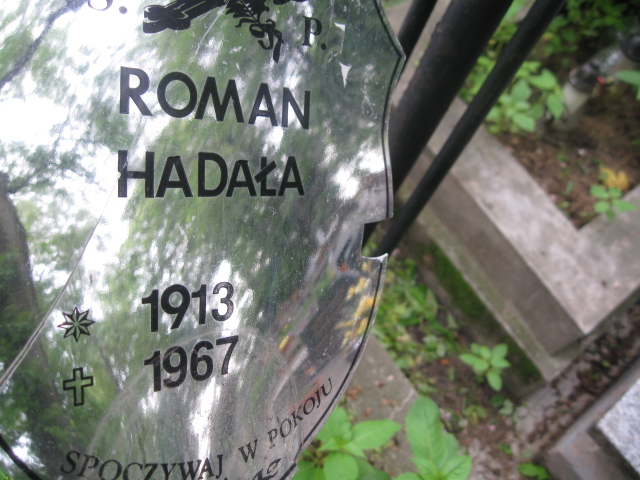 S. P.
ROMAN
HADAŁA
1913
1967
SPOCZYWAJ W POKOJU